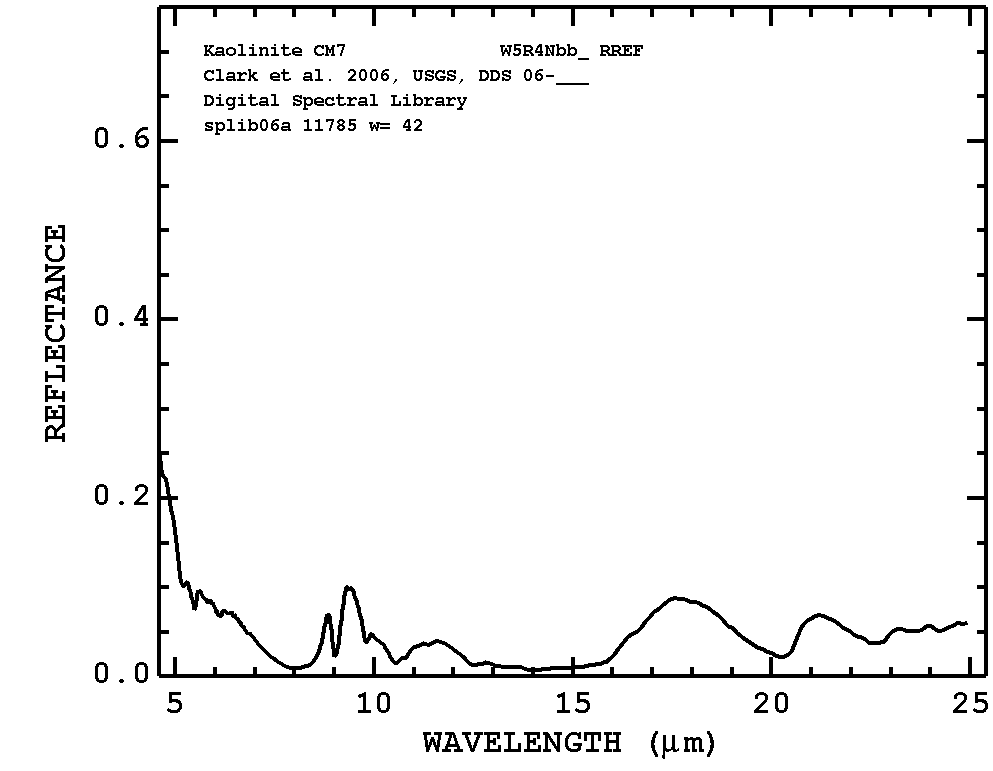 Kaolinite CM7 W5R4Nbb_ RREF
Clark et al. 2006, USGS, DDS 06-___
Digital Spectral Library
splib06a 11785 w= 42
REFLECTANCE
0.6
0.4
0.2
0.0
5 10 15 20 25
WAVELENGTH (μm)